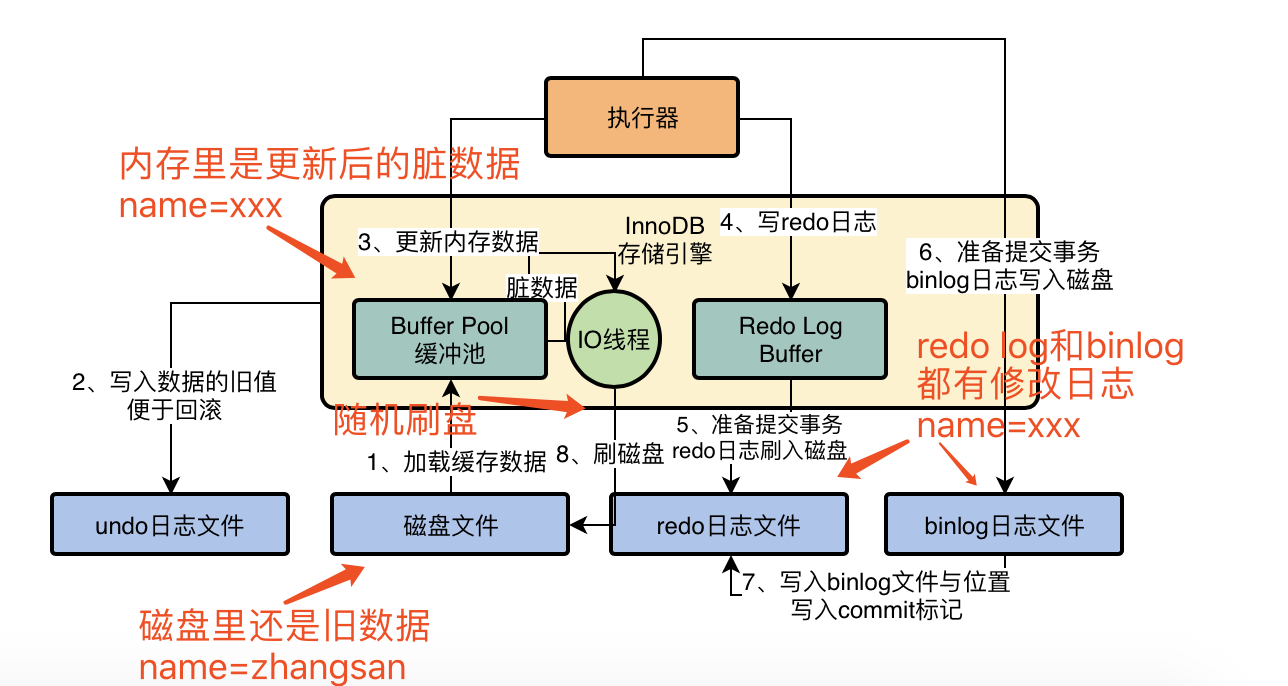 执行器
内存里是更新后的脏数据
name=xxx
InnoDB
存储引擎
3、更新内存数据
4、写redo日志
6、准备提交事务
binlog日志写入磁盘
脏数据
Buffer Pool
缓冲池
IO线程
Redo Log
Buffer
redo log和binlog
都有修改日志
name=xxx
2、写入数据的旧值
便于回滚
随机刷盘
1、加载缓存数据
8、刷磁盘
5、准备提交事务
redo日志刷入磁盘
undo日志文件
磁盘文件
redo日志文件
binlog日志文件
7、写入binlog文件与位置
写入commit标记
磁盘里还是旧数据
name=zhangsan